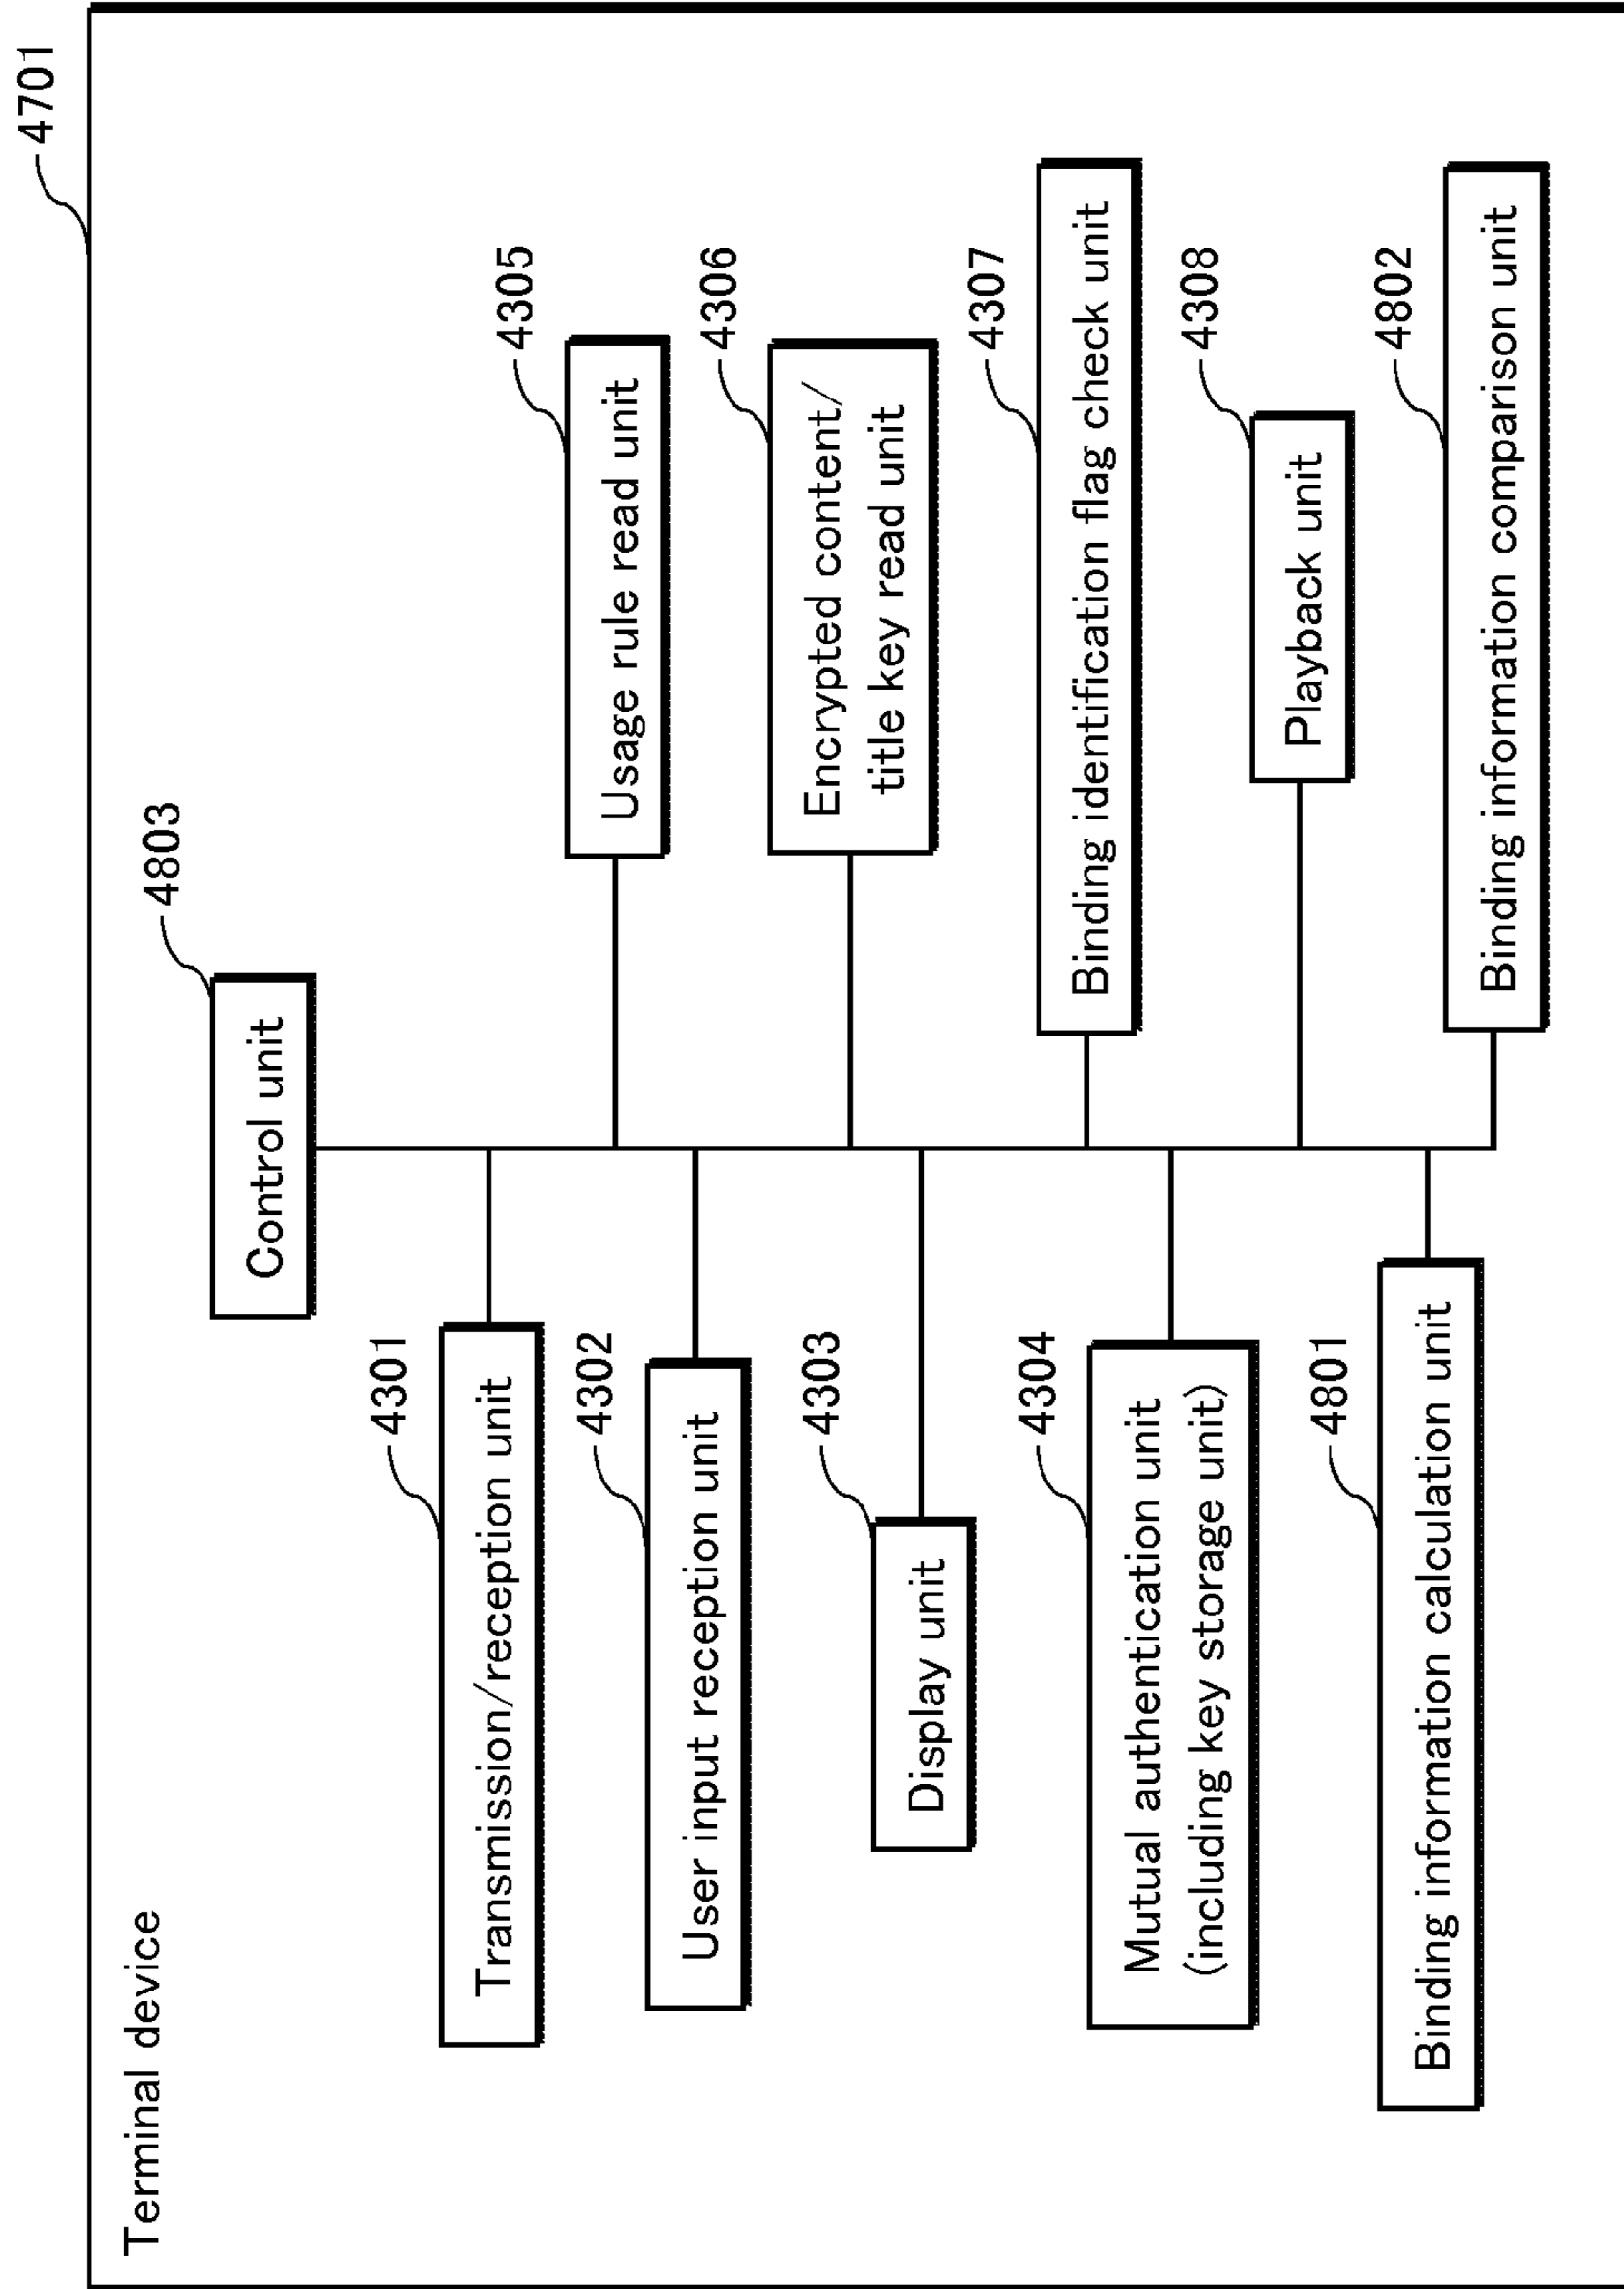 4701
Terminal device
4803
Control unit
4301
Transmission/reception unit
4302
User input reception unit
4303
Display unit
4304
Mutual authentication unit
(including key storage unit)
4801
Binding information calculation unit
4305
Usage rule read unit
4306
Encrypted content/
title key read unit
4307
Binding identification flag check unit
4308
Playback unit
4802
Binding information comparison unit